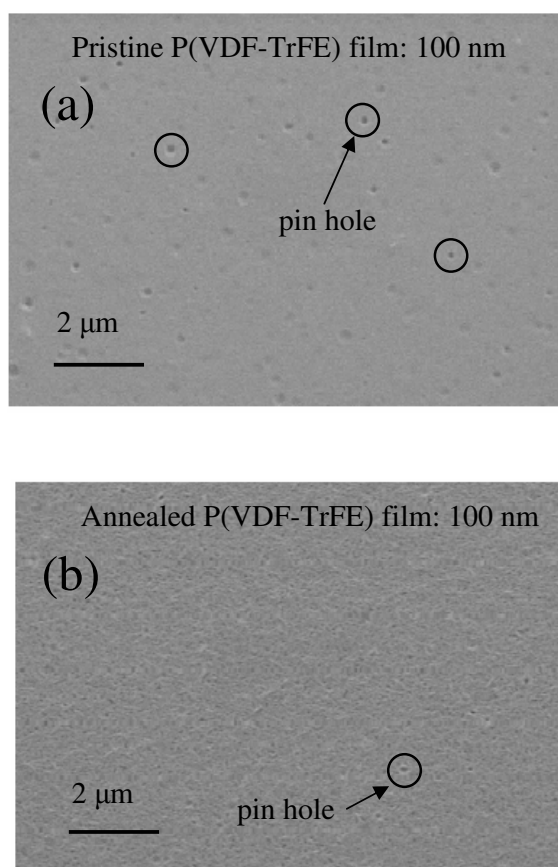 Pristine P(VDF-TrFE) film: 100 nm
(a)
pin hole
2 μm
Annealed P(VDF-TrFE) film: 100 nm
(b)
2 μm
pin hole